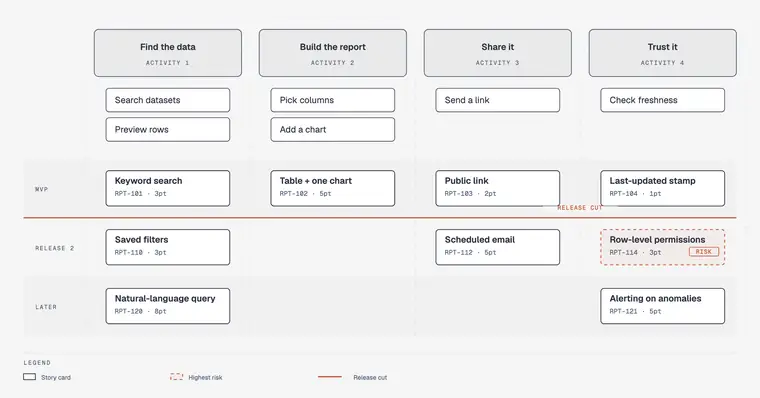 Find the data
ACTIVITY 1
Build the report
ACTIVITY 2
Share it
ACTIVITY 3
Trust it
ACTIVITY 4
Search datasets
Pick columns
Send a link
Check freshness
Preview rows
Add a chart
MVP
Keyword search
RPT-101 · 3pt
Table + one chart
RPT-102 · 5pt
Public link
RPT-103 · 2pt
Last-updated stamp
RPT-104 · 1pt
RELEASE CUT
RELEASE 2
Saved filters
RPT-110 · 3pt
Scheduled email
RPT-112 · 5pt
Row-level permissions
RPT-114 · 3pt
RISK
LATER
Natural-language query
RPT-120 · 8pt
Alerting on anomalies
RPT-121 · 5pt
LEGEND
Story card
Highest risk
Release cut